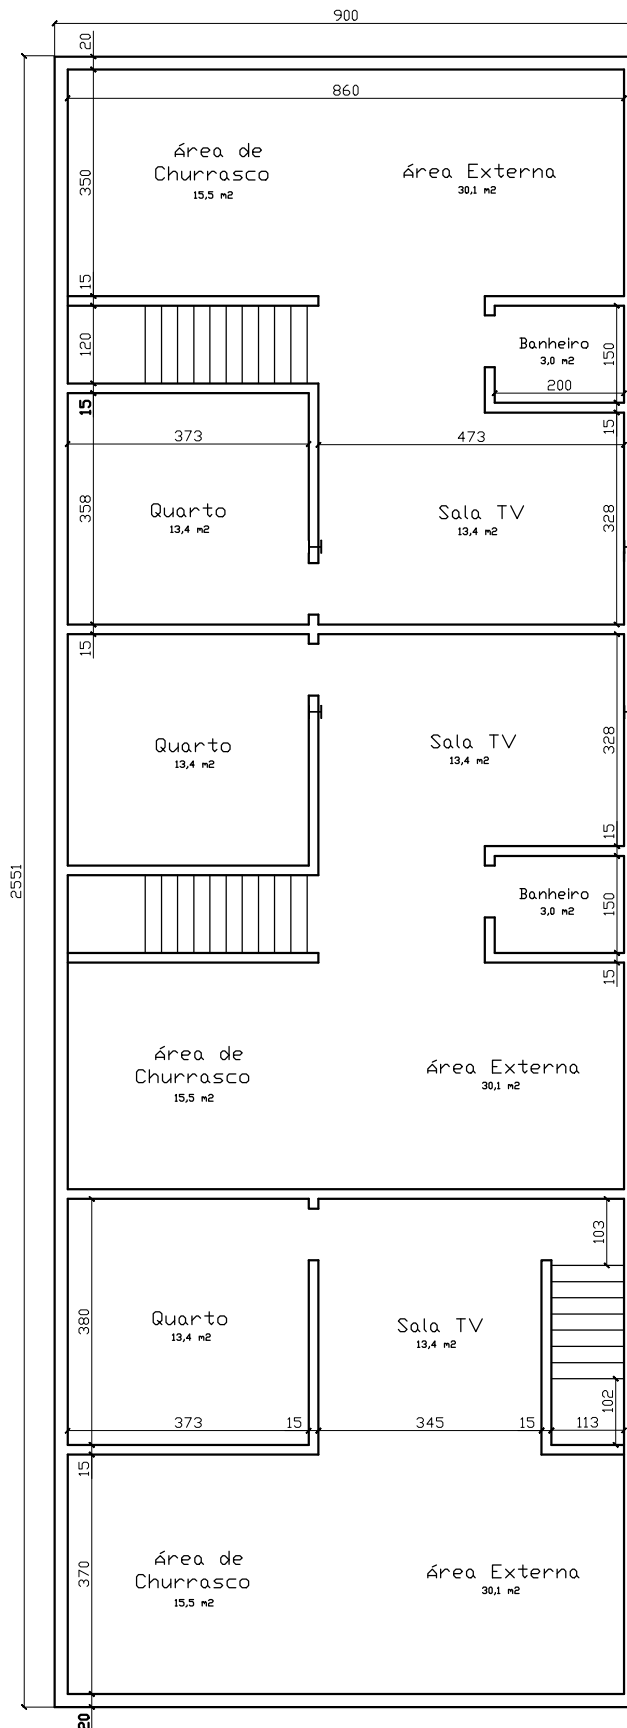 900
20
860
Área de
Churrasco
15,5 m2
Área Externa
30,1 m2
350
15
120
Banheiro
3,0 m2
150
200
15
15
373
473
358
Quarto
13,4 m2
Sala TV
13,4 m2
328
15
Quarto
13,4 m2
Sala TV
13,4 m2
328
15
2551
Banheiro
3,0 m2
150
15
Área de
Churrasco
15,5 m2
Área Externa
30,1 m2
103
380
Quarto
13,4 m2
Sala TV
13,4 m2
102
373
15
345
15
113
15
370
Área de
Churrasco
15,5 m2
Área Externa
30,1 m2
20